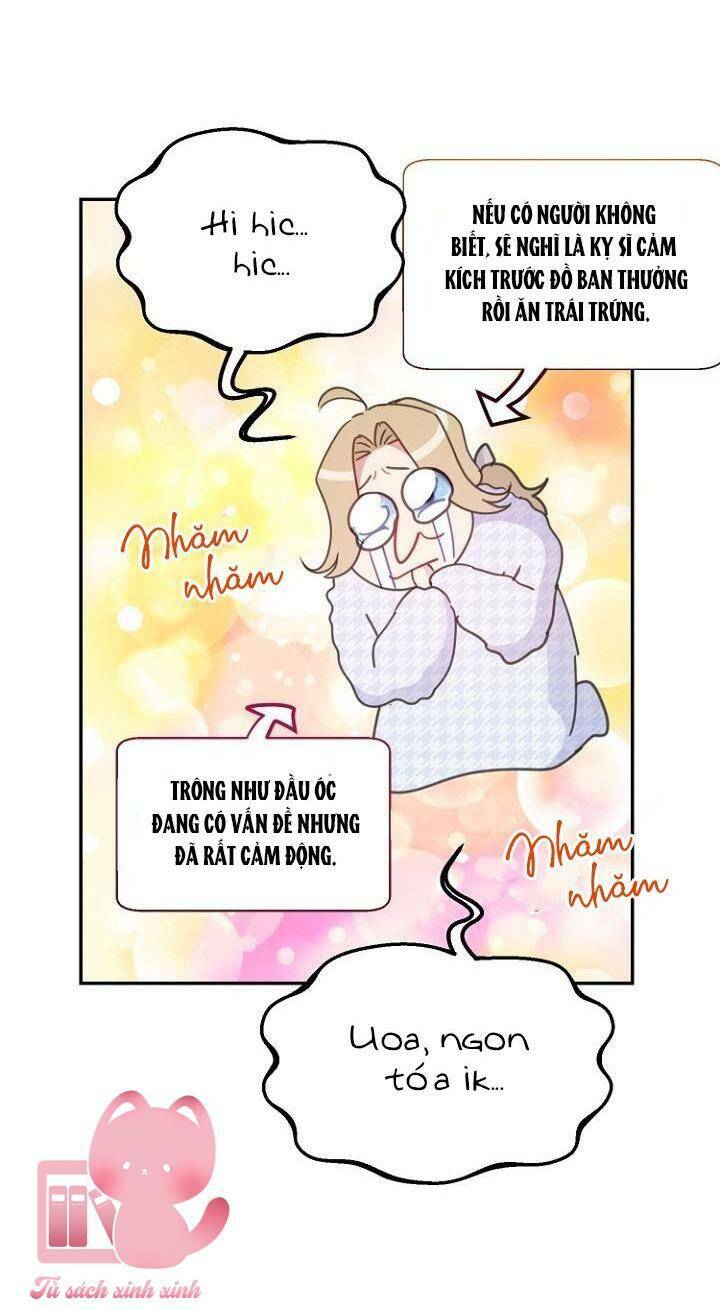 Hi hic...
hic...
NẾU CÓ NGƯỜI KHÔNG
BIẾT, SẼ NGHĨ LÀ KỴ SĨ CẢM
KÍCH TRƯỚC ĐỒ BAN THƯỞNG
RỒI ĂN TRÁI TRỨNG.
Nhăm
nhăm
TRÔNG NHƯ ĐẦU ÓC
ĐANG CÓ VẤN ĐỀ NHƯNG
ĐÃ RẤT CẢM ĐỘNG.
Nhăm
nhăm
Uoa, ngon
tóa ik...
Tủ sách xinh xinh